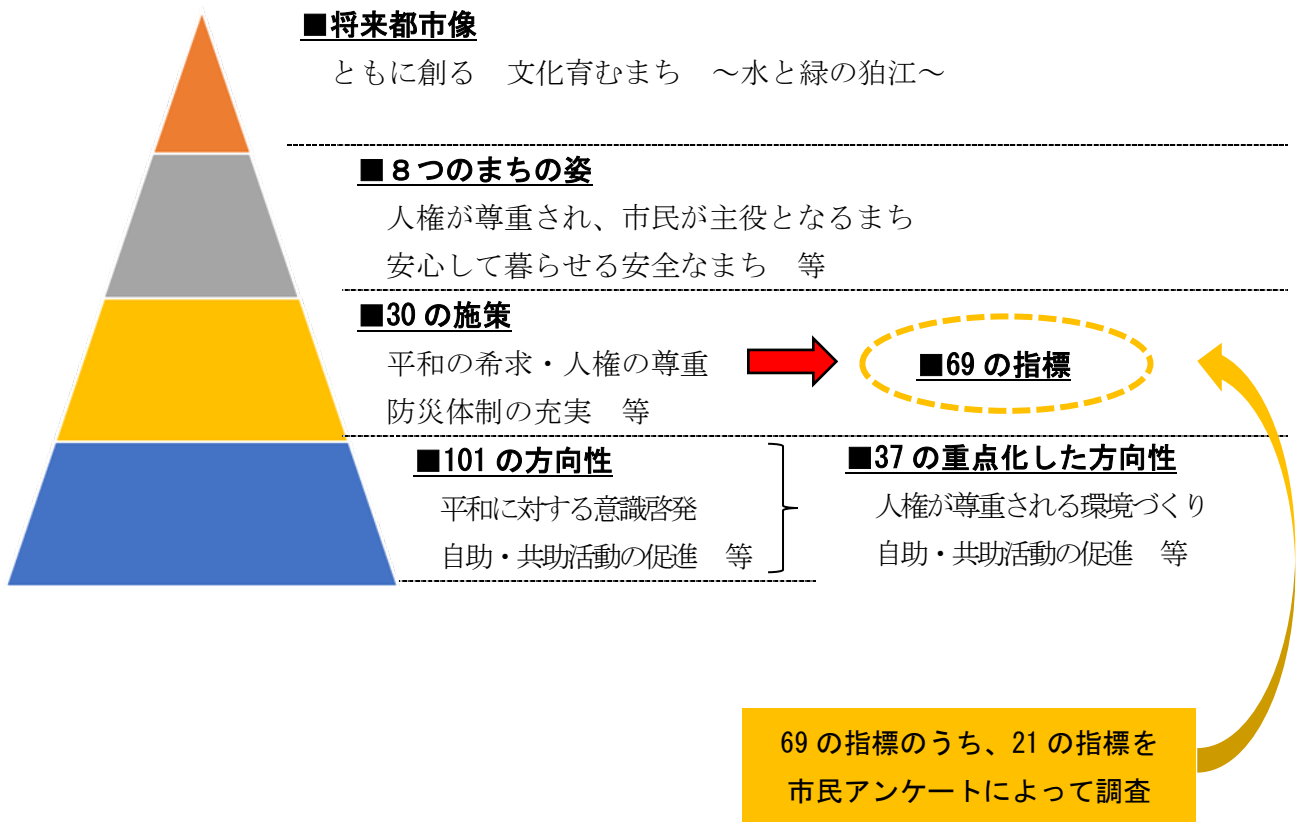 ■将来都市像
ともに創る　文化育むまち　～水と緑の狛江～
■８つのまちの姿
人権が尊重され、市民が主役となるまち
安心して暮らせる安全なまち　等
■30 の施策
平和の希求・人権の尊重
防災体制の充実　等
■69 の指標
■101 の方向性
平和に対する意識啓発
自助・共助活動の促進　等
■37 の重点化した方向性
人権が尊重される環境づくり
自助・共助活動の促進　等
69 の指標のうち、21 の指標を
市民アンケートによって調査